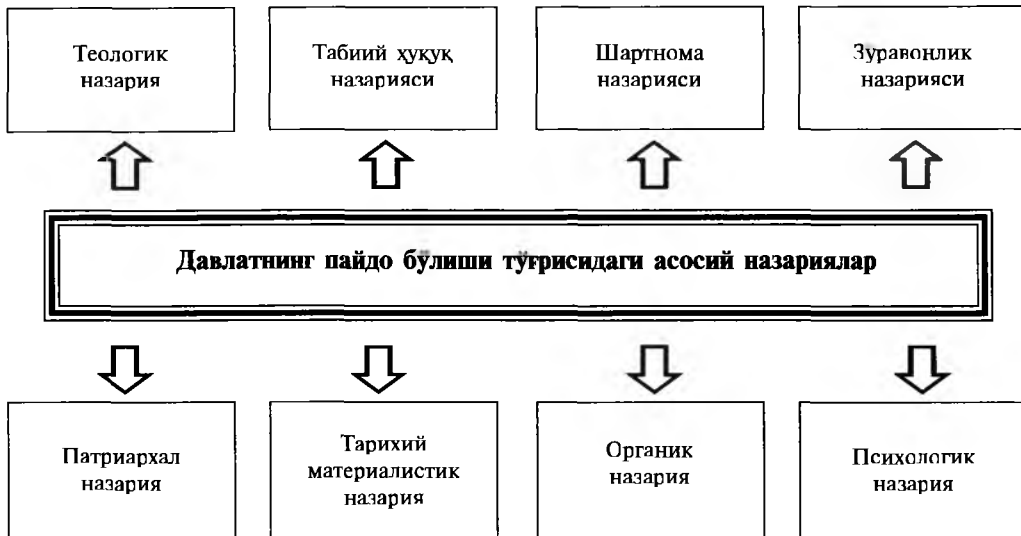 Теологик
назария
Табиий ҳуқуқ
назарияси
Шартнома
назарияси
Зуравонлик
назарияси
Давлатнинг пайдо бўлиши тўғрисидаги асосий назариялар
Патриархал
назария
Тарихий
материалистик
назария
Органик
назария
Психологик
назария